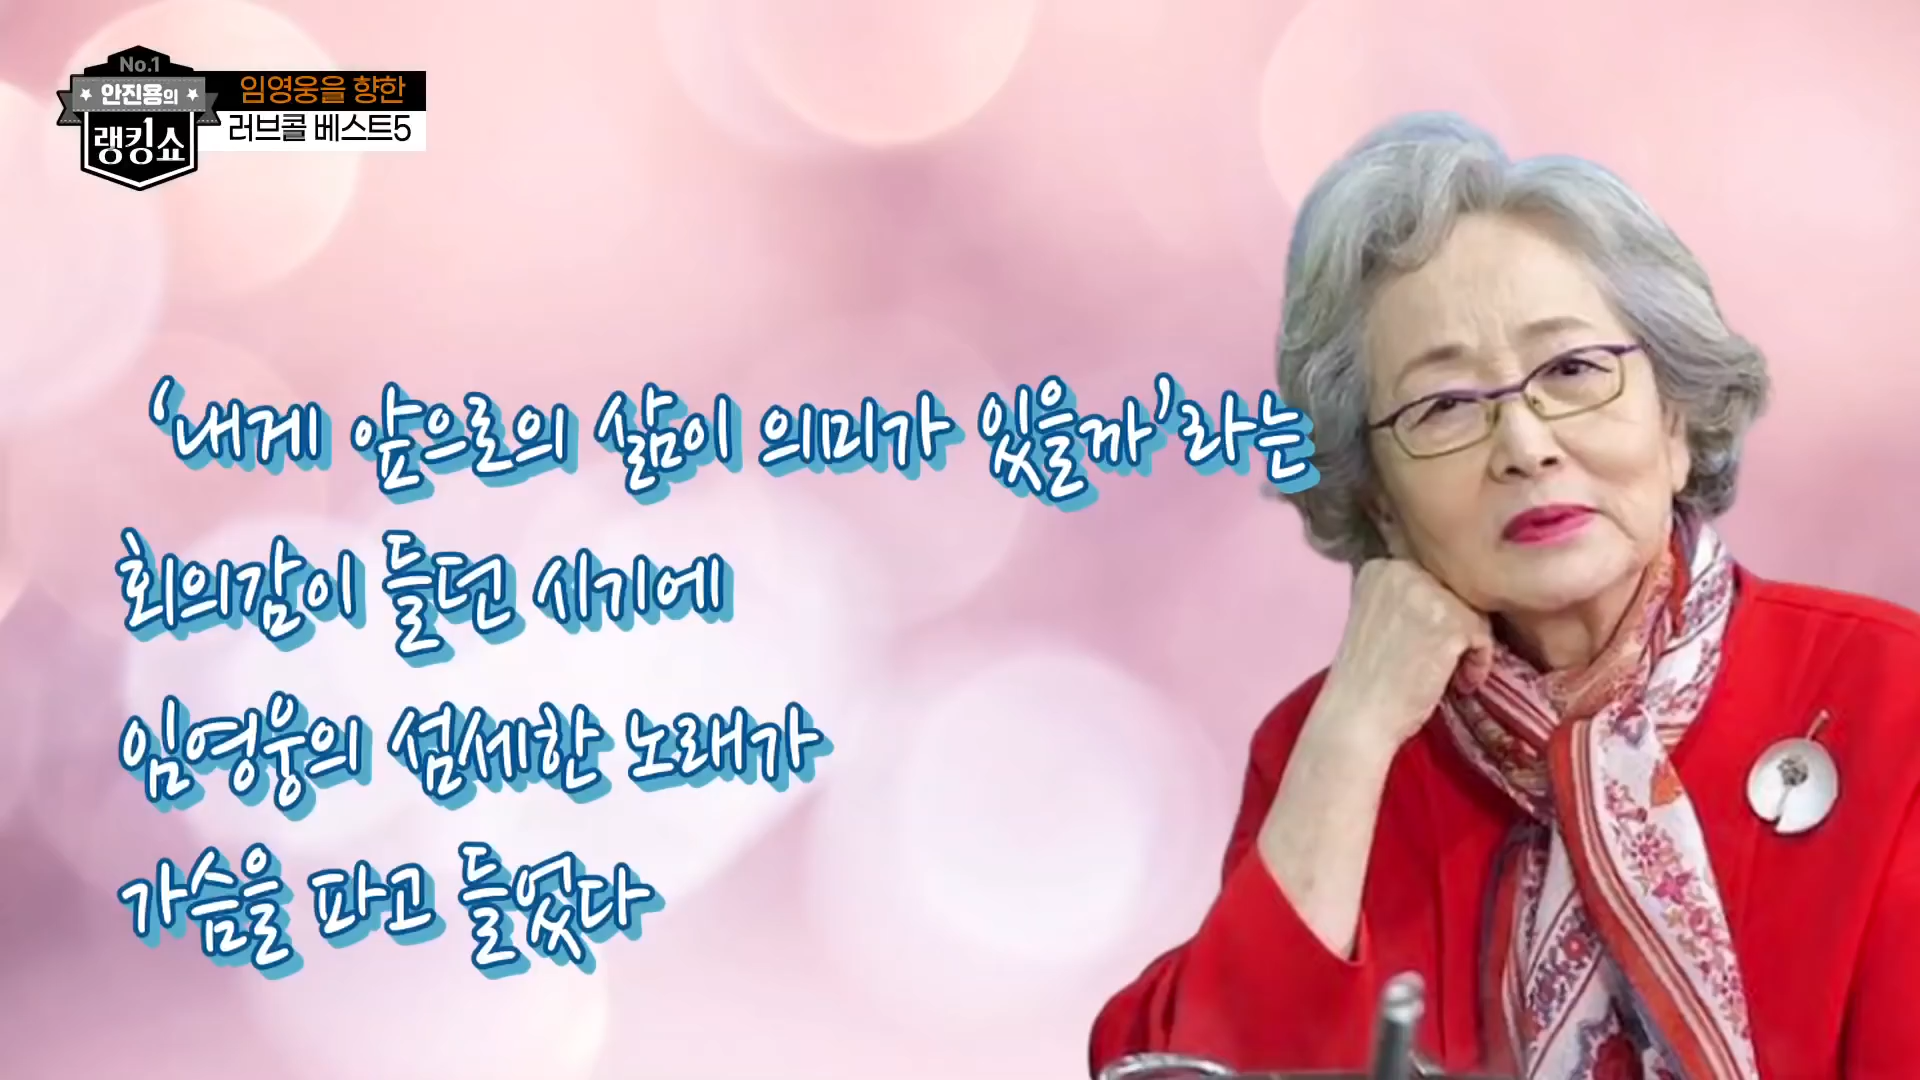 No.1
안진용의
랭킹쇼
임영웅을 향한
러브콜 베스트5
‘내게 앞으로의 삶이 의미가 있을까’라는
회의감이 들던 시기에
임영웅의 섬세한 노래가
가슴을 파고 들었다